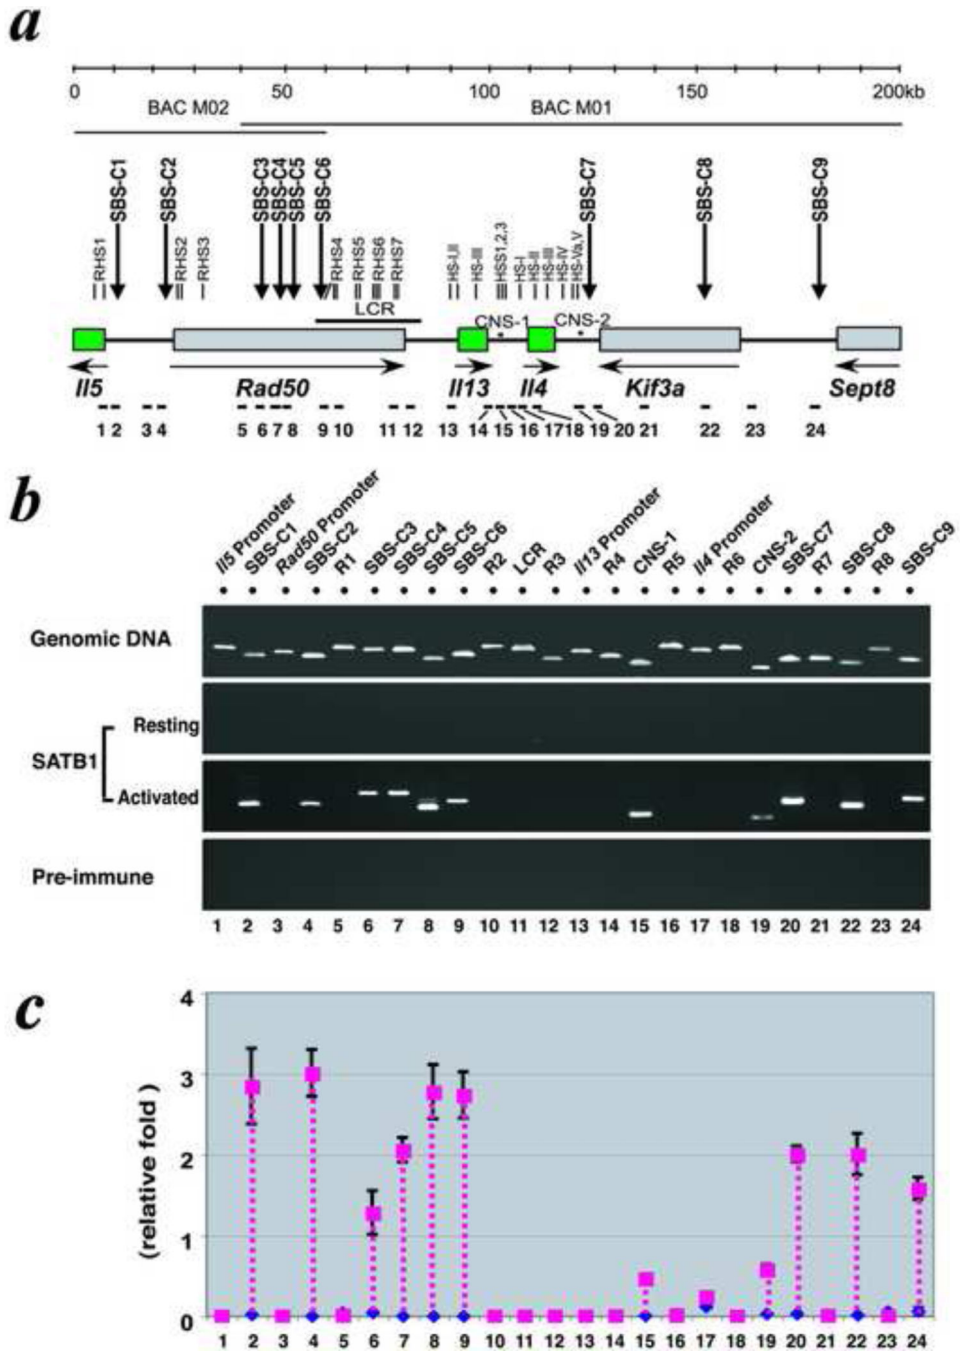 a
0 50 100 150 200kb
BAC M02 BAC M01
SBS-C1 SBS-C2 SBS-C3 SBS-C4 SBS-C5 SBS-C6 SBS-C7 SBS-C8 SBS-C9
RHS1 RHS2 RHS3 RHS4 RHS5 RHS6 RHS7 HS-I,II HS-III HSS1,2,3 HS-I HS-II HS-III HS-IV HS-Va,V
LCR CNS-1 CNS-2
Il5 Rad50 Il13 Il4 Kif3a Sept8
1 2 3 4 5 6 7 8 9 10 11 12 13 14 15 16 17 18 19 20 21 22 23 24
b
Il5 Promoter SBS-C1 Rad50 Promoter SBS-C2 R1 SBS-C3 SBS-C4 SBS-C5 SBS-C6 R2 LCR R3 Il13 Promoter R4 CNS-1 R5 Il4 Promoter R6 CNS-2 SBS-C7 R7 SBS-C8 R8 SBS-C9
Genomic DNA
Resting
SATB1
Activated
Pre-immune
1 2 3 4 5 6 7 8 9 10 11 12 13 14 15 16 17 18 19 20 21 22 23 24
c
(relative fold )
4
3
2
1
0
1 2 3 4 5 6 7 8 9 10 11 12 13 14 15 16 17 18 19 20 21 22 23 24